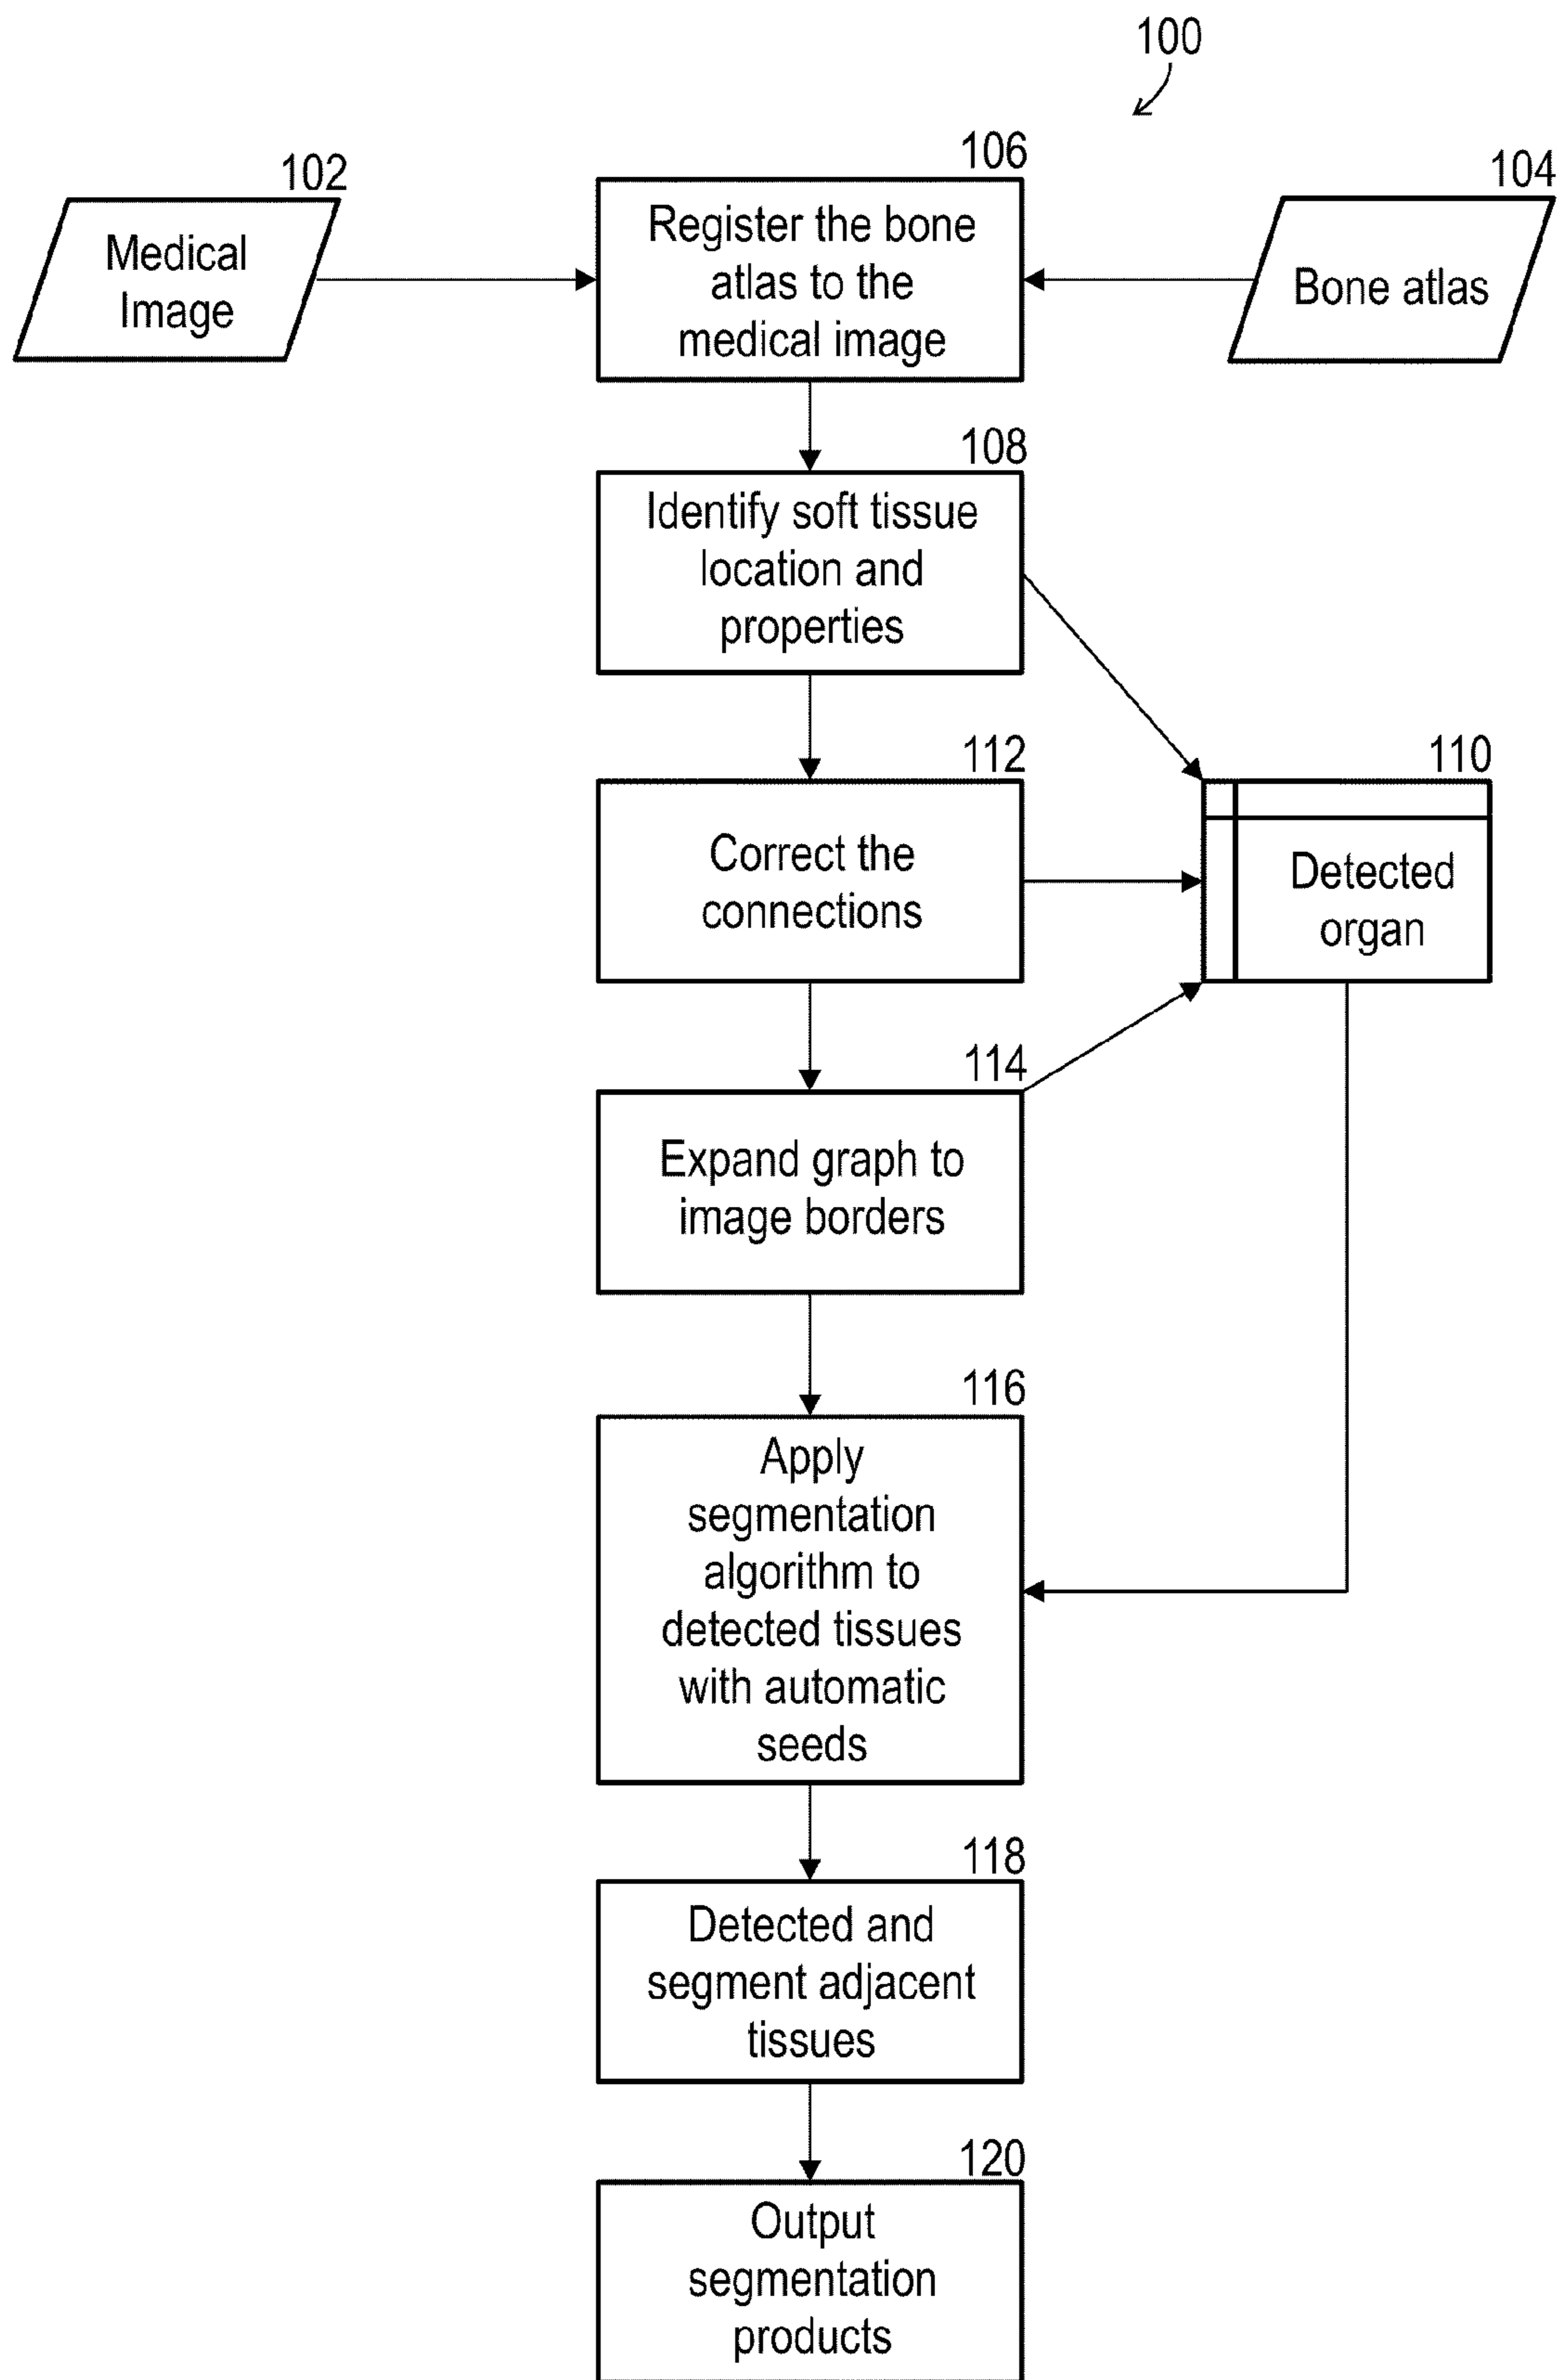 100
102
Medical
Image
106
Register the bone
atlas to the
medical image
104
Bone atlas
108
Identify soft tissue
location and
properties
112
Correct the
connections
110
Detected
organ
114
Expand graph to
image borders
116
Apply
segmentation
algorithm to
detected tissues
with automatic
seeds
118
Detected and
segment adjacent
tissues
120
Output
segmentation
products